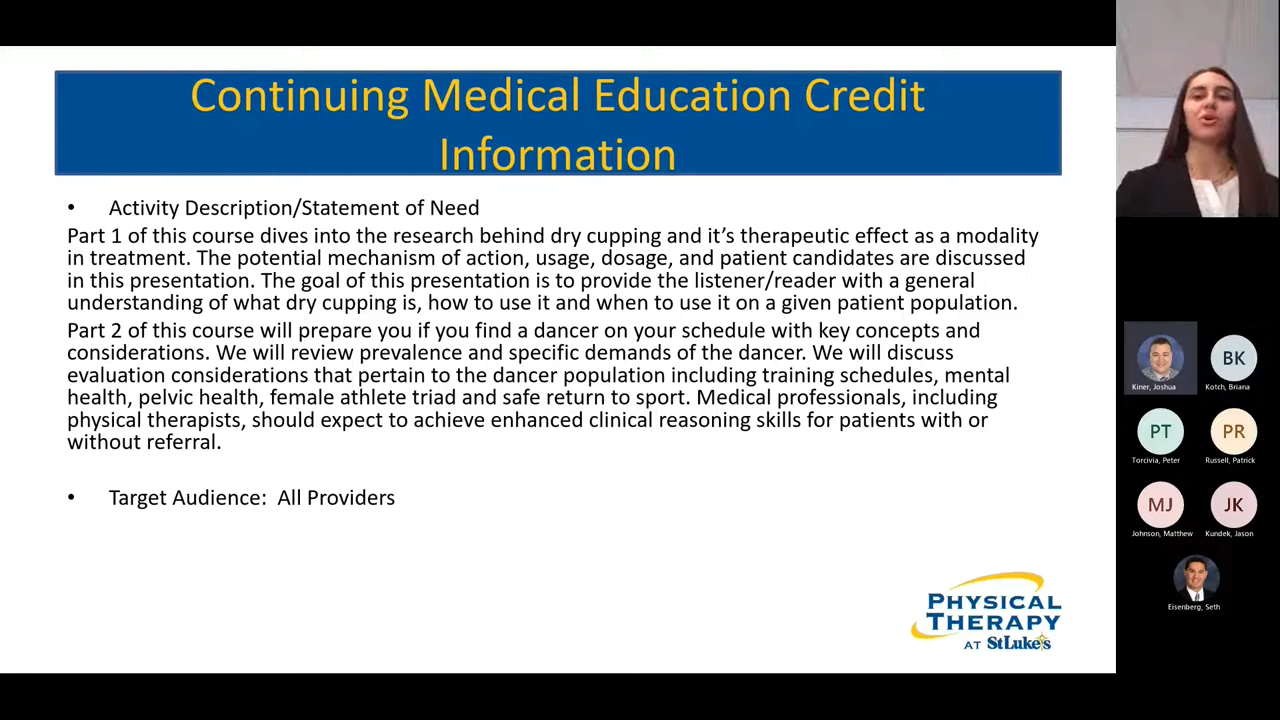 Continuing Medical Education Credit
Information
• Activity Description/Statement of Need
Part 1 of this course dives into the research behind dry cupping and it's therapeutic effect as a modality
in treatment. The potential mechanism of action, usage, dosage, and patient candidates are discussed
in this presentation. The goal of this presentation is to provide the listener/reader with a general
understanding of what dry cupping is, how to use it and when to use it on a given patient population.
Part 2 of this course will prepare you if you find a dancer on your schedule with key concepts and
considerations. We will review prevalence and specific demands of the dancer. We will discuss
evaluation considerations that pertain to the dancer population including training schedules, mental
health, pelvic health, female athlete triad and safe return to sport. Medical professionals, including
physical therapists, should expect to achieve enhanced clinical reasoning skills for patients with or
without referral.
• Target Audience: All Providers
PHYSICAL
THERAPY
AT StLuke's
BK
Kiner, Joshua
Kotch, Briana
PT
PR
Torcivia, Peter
Russell, Patrick
MJ
JK
Johnson, Matthew
Kundek, Jason
Eisenberg, Seth